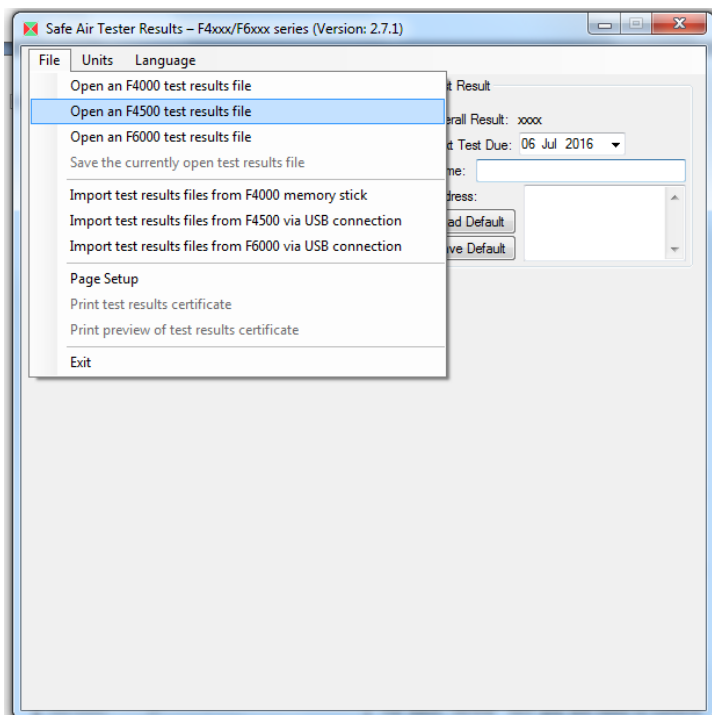 Safe Air Tester Results – F4xxx/F6xxx series (Version: 2.7.1)
File Units Language
Open an F4000 test results file
Open an F4500 test results file
Open an F6000 test results file
Save the currently open test results file
Import test results files from F4000 memory stick
Import test results files from F4500 via USB connection
Import test results files from F6000 via USB connection
Page Setup
Print test results certificate
Print preview of test results certificate
Exit
t Result
erall Result: xxxx
xt Test Due: 06 Jul 2016
me:
dress:
ad Default
ve Default